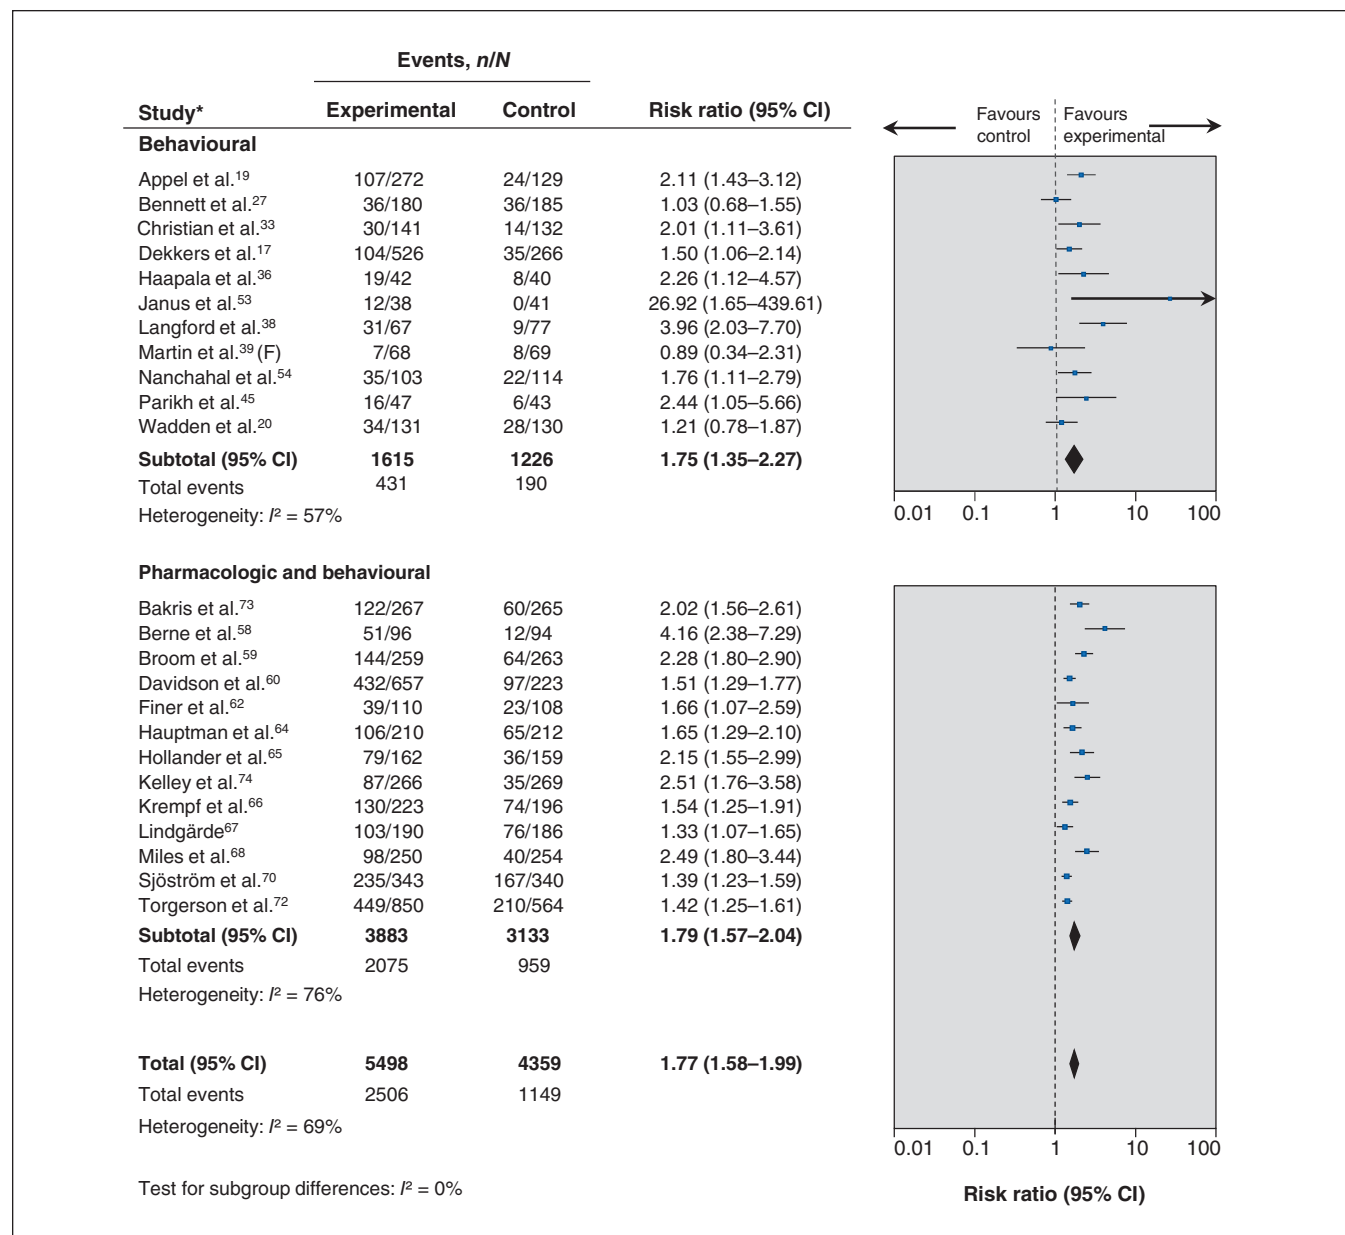 Events, n/N
Study* Experimental Control Risk ratio (95% CI)
Favours control
Favours experimental
Behavioural
Appel et al.19 107/272 24/129 2.11 (1.43–3.12)
Bennett et al.27 36/180 36/185 1.03 (0.68–1.55)
Christian et al.33 30/141 14/132 2.01 (1.11–3.61)
Dekkers et al.17 104/526 35/266 1.50 (1.06–2.14)
Haapala et al.36 19/42 8/40 2.26 (1.12–4.57)
Janus et al.53 12/38 0/41 26.92 (1.65–439.61)
Langford et al.38 31/67 9/77 3.96 (2.03–7.70)
Martin et al.39 (F) 7/68 8/69 0.89 (0.34–2.31)
Nanchahal et al.54 35/103 22/114 1.76 (1.11–2.79)
Parikh et al.45 16/47 6/43 2.44 (1.05–5.66)
Wadden et al.20 34/131 28/130 1.21 (0.78–1.87)
Subtotal (95% CI) 1615 1226 1.75 (1.35–2.27)
Total events 431 190
Heterogeneity: I² = 57%
0.01 0.1 1 10 100
Pharmacologic and behavioural
Bakris et al.73 122/267 60/265 2.02 (1.56–2.61)
Berne et al.58 51/96 12/94 4.16 (2.38–7.29)
Broom et al.59 144/259 64/263 2.28 (1.80–2.90)
Davidson et al.60 432/657 97/223 1.51 (1.29–1.77)
Finer et al.62 39/110 23/108 1.66 (1.07–2.59)
Hauptman et al.64 106/210 65/212 1.65 (1.29–2.10)
Hollander et al.65 79/162 36/159 2.15 (1.55–2.99)
Kelley et al.74 87/266 35/269 2.51 (1.76–3.58)
Krempf et al.66 130/223 74/196 1.54 (1.25–1.91)
Lindgärde67 103/190 76/186 1.33 (1.07–1.65)
Miles et al.68 98/250 40/254 2.49 (1.80–3.44)
Sjöström et al.70 235/343 167/340 1.39 (1.23–1.59)
Torgerson et al.72 449/850 210/564 1.42 (1.25–1.61)
Subtotal (95% CI) 3883 3133 1.79 (1.57–2.04)
Total events 2075 959
Heterogeneity: I² = 76%
Total (95% CI) 5498 4359 1.77 (1.58–1.99)
Total events 2506 1149
Heterogeneity: I² = 69%
0.01 0.1 1 10 100
Test for subgroup differences: I² = 0%
Risk ratio (95% CI)